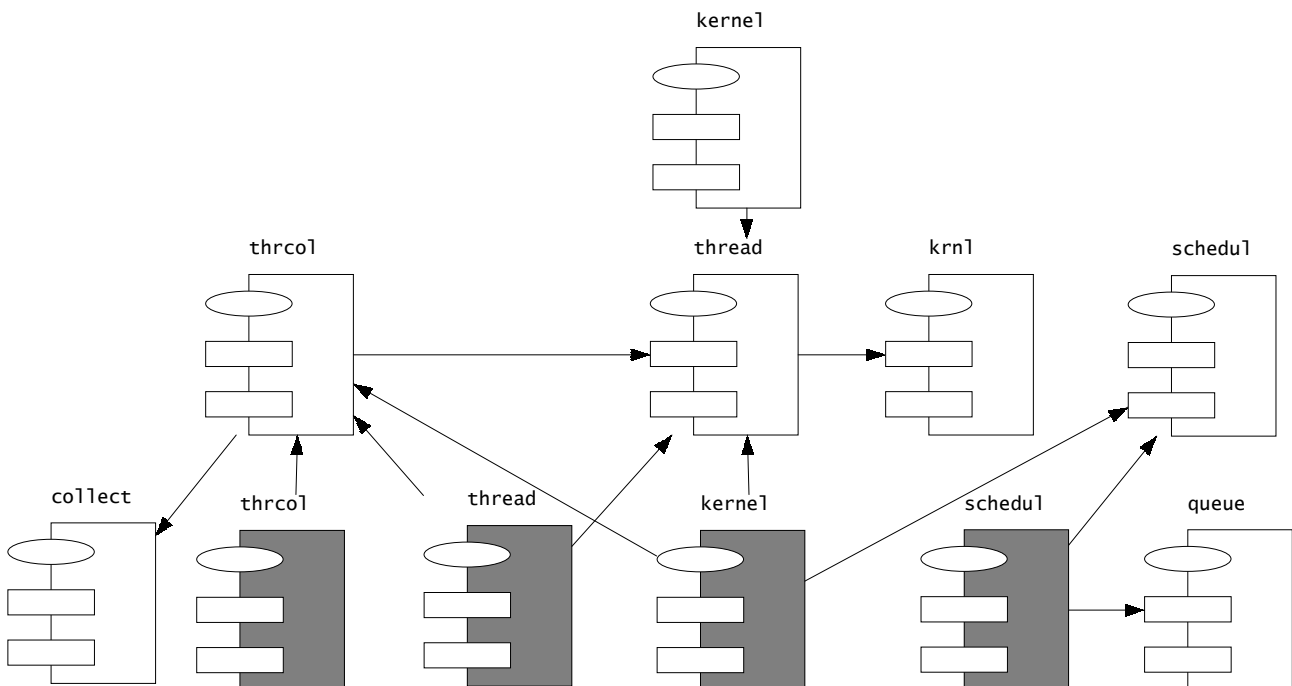 kernel
thrcol
thread
krnl
schedul
collect
thrcol
thread
kernel
schedul
queue